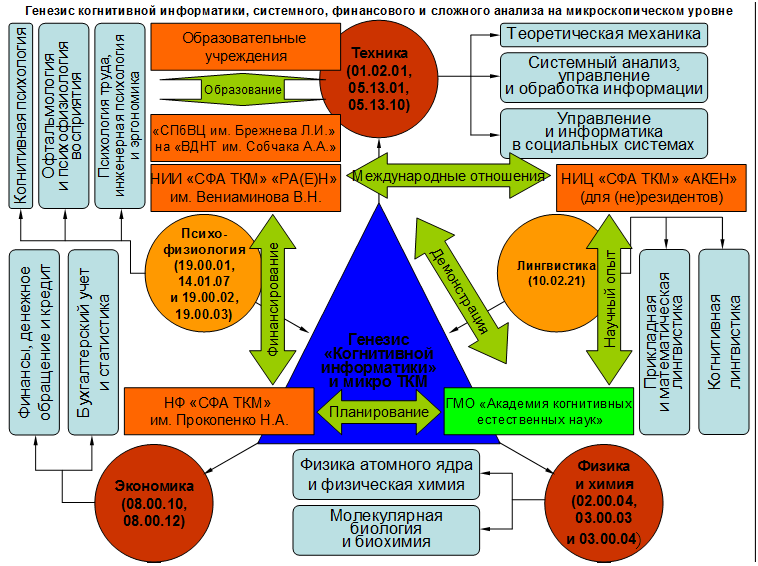 Генезис когнитивной информатики, системного, финансового и сложного анализа на микроскопическом уровне
Когнитивная психология
Офтальмология
и психофизиология
восприятия
Психология труда,
инженерная психология
и эргономика
Образовательные
учреждения
Образование
«СПбВЦ им. Брежнева Л.И.»
на «ВДНТ им. Собчака А.А.»
НИИ «СФА ТКМ» «РА(Е)Н
им. Вениаминова В.Н.
Техника
(01.02.01,
05.13.01,
05.13.10)
Теоретическая механика
Системный анализ,
управление
и обработка информации
Управление
и информатика
в социальных системах
Международные отношения
НИЦ «СФА ТКМ» «АКЕН»
(для (не)резидентов)
Психо-
физиология
(19.00.01,
14.01.07
и 19.00.02,
19.00.03)
Финансирование
Демонстрация
Лингвистика
(10.02.21)
Научный опыт
Прикладная
и математическая
лингвистика
Когнитивная
лингвистика
Финансы, денежное
обращение и кредит
Бухгалтерский учет
и статистика
Генезис
«Когнитивной
информатики»
и микро ТКМ
НФ «СФА ТКМ»
им. Прокопенко Н.А.
Планирование
ГМО «Академия когнитивных
естественных наук»
Экономика
(08.00.10,
08.00.12)
Физика атомного ядра
и физическая химия
Молекулярная
биология
и биохимия
Физика
и химия
(02.00.04,
03.00.03
и 03.00.04)